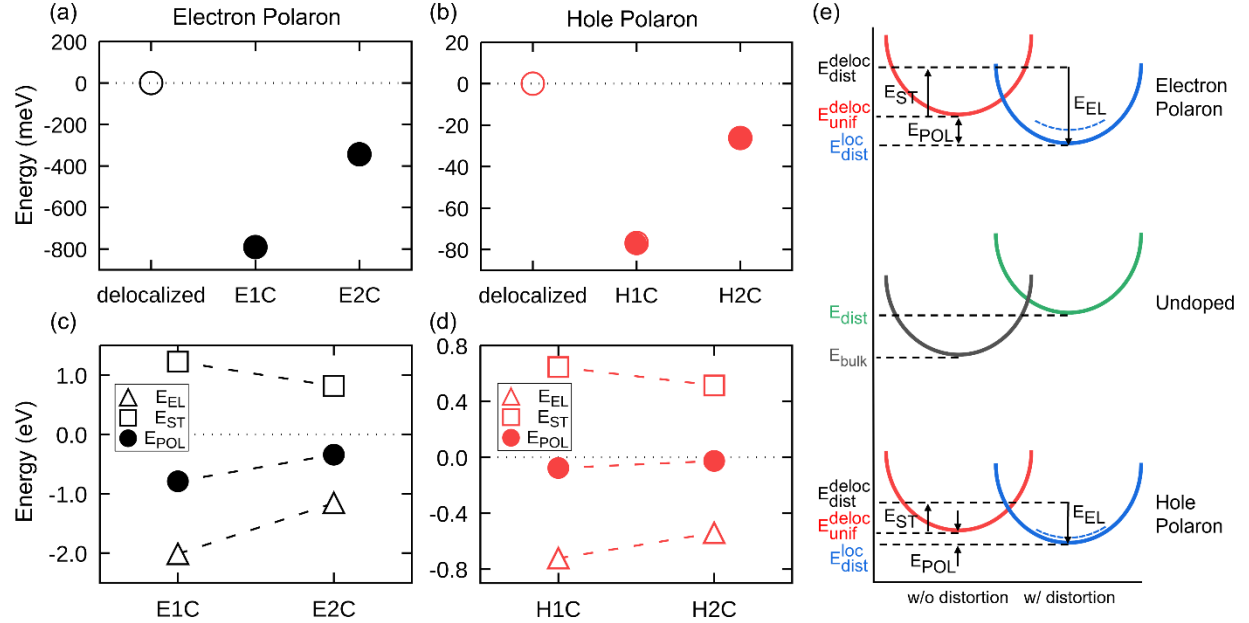 (a) Electron Polaron
200
0
-200
-400
-600
-800
Energy (meV)
delocalized E1C E2C
(b) Hole Polaron
20
0
-20
-40
-60
-80
delocalized H1C H2C
(c)
1.0
0.0
-1.0
-2.0
Energy (eV)
E_EL
E_ST
E_POL
E1C E2C
(d)
0.8
0.4
0.0
-0.4
-0.8
E_EL
E_ST
E_POL
H1C H2C
(e)
E_dist^deloc
E_unif^deloc
E_dist^loc
E_ST
E_POL
E_EL
Electron
Polaron
E_dist
E_bulk
Undoped
E_dist^deloc
E_unif^deloc
E_dist^loc
E_ST
E_POL
E_EL
Hole
Polaron
w/o distortion w/ distortion